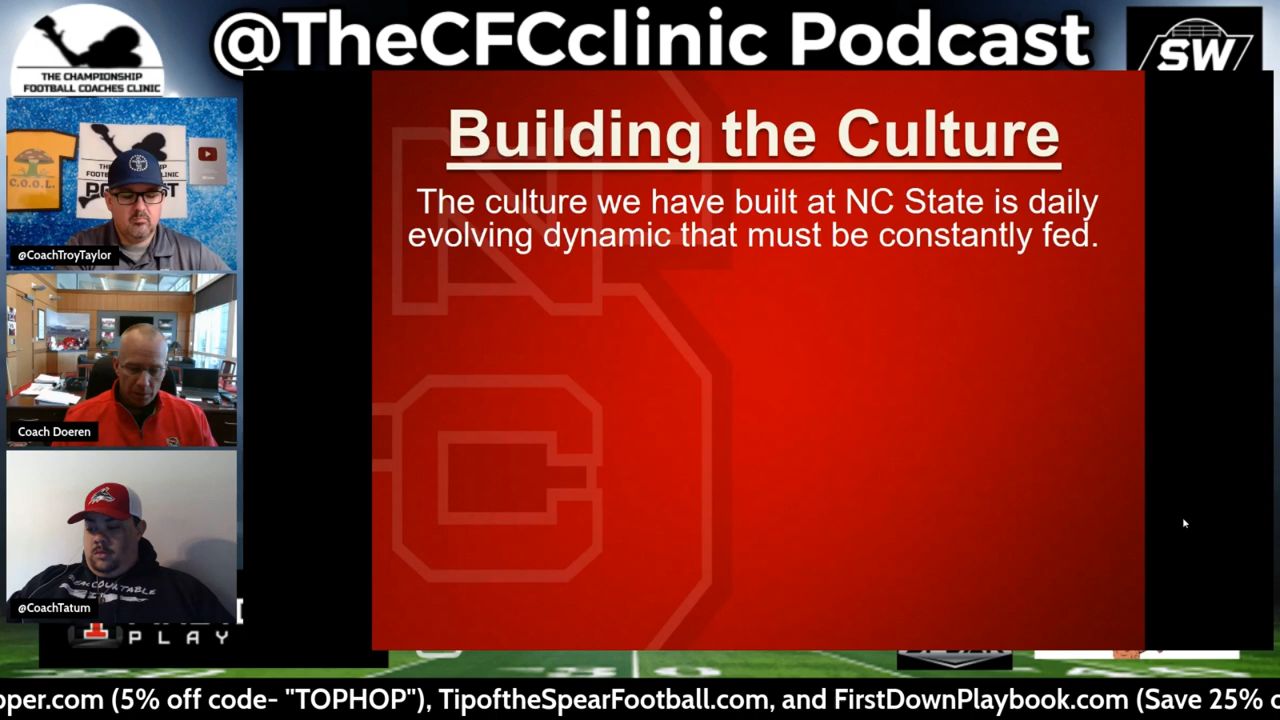 @TheCFCclinic Podcast
THE CHAMPIONSHIP
FOOTBALL COACHES CLINIC
SW
Building the Culture
The culture we have built at NC State is daily
evolving dynamic that must be constantly fed.
C.O.O.L.
@CoachTroyTaylor
Coach Doeren
@CoachTatum
PLAY
pper.com (5% off code- "TOPHOP"), TipoftheSpearFootball.com, and FirstDownPlaybook.com (Save 25% o